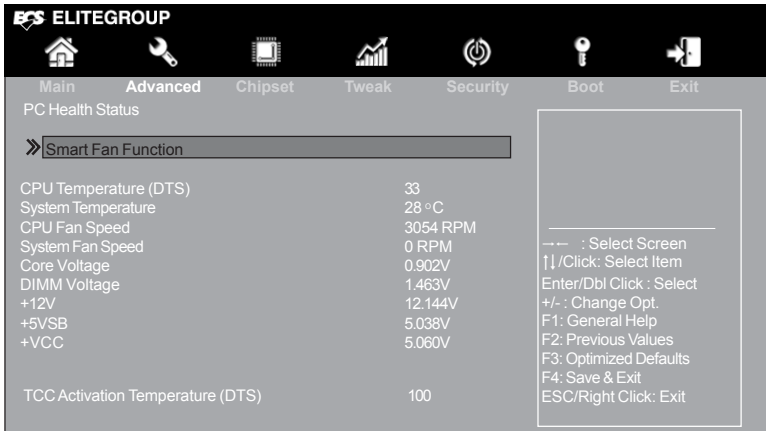 ECS ELITEGROUP
Main Advanced Chipset Tweak Security Boot Exit
PC Health Status
Smart Fan Function
CPU Temperature (DTS) 33
System Temperature 28 °C
CPU Fan Speed 3054 RPM
System Fan Speed 0 RPM
Core Voltage 0.902V
DIMM Voltage 1.463V
+12V 12.144V
+5VSB 5.038V
+VCC 5.060V
TCC Activation Temperature (DTS) 100
→← : Select Screen
↑↓/Click: Select Item
Enter/Dbl Click : Select
+/- : Change Opt.
F1: General Help
F2: Previous Values
F3: Optimized Defaults
F4: Save & Exit
ESC/Right Click: Exit